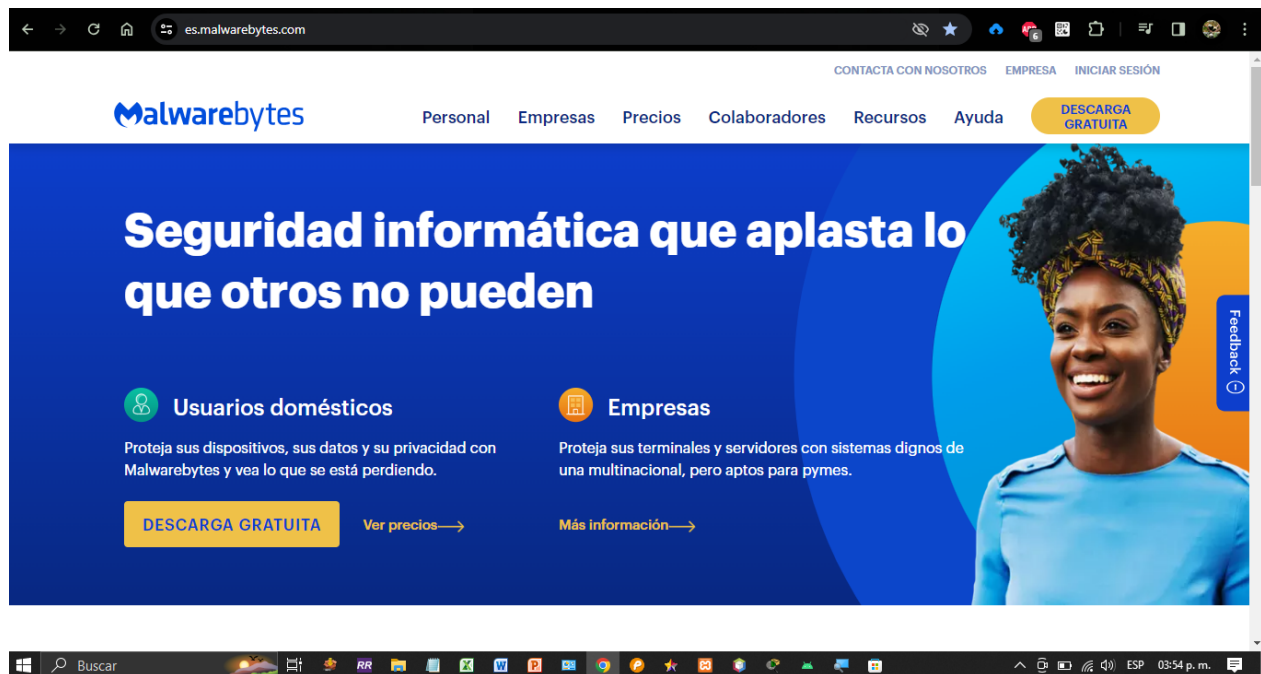 es.malwarebytes.com
ABP
6
CONTACTA CON NOSOTROS EMPRESA INICIAR SESIÓN
Malwarebytes
Personal Empresas Precios Colaboradores Recursos Ayuda
DESCARGA
GRATUITA
Seguridad informática que aplasta lo
que otros no pueden
Feedback
Usuarios domésticos
Proteja sus dispositivos, sus datos y su privacidad con
Malwarebytes y vea lo que se está perdiendo.
DESCARGA GRATUITA Ver precios
Empresas
Proteja sus terminales y servidores con sistemas dignos de
una multinacional, pero aptos para pymes.
Más información
Buscar RR X W P ESP 03:54 p. m.